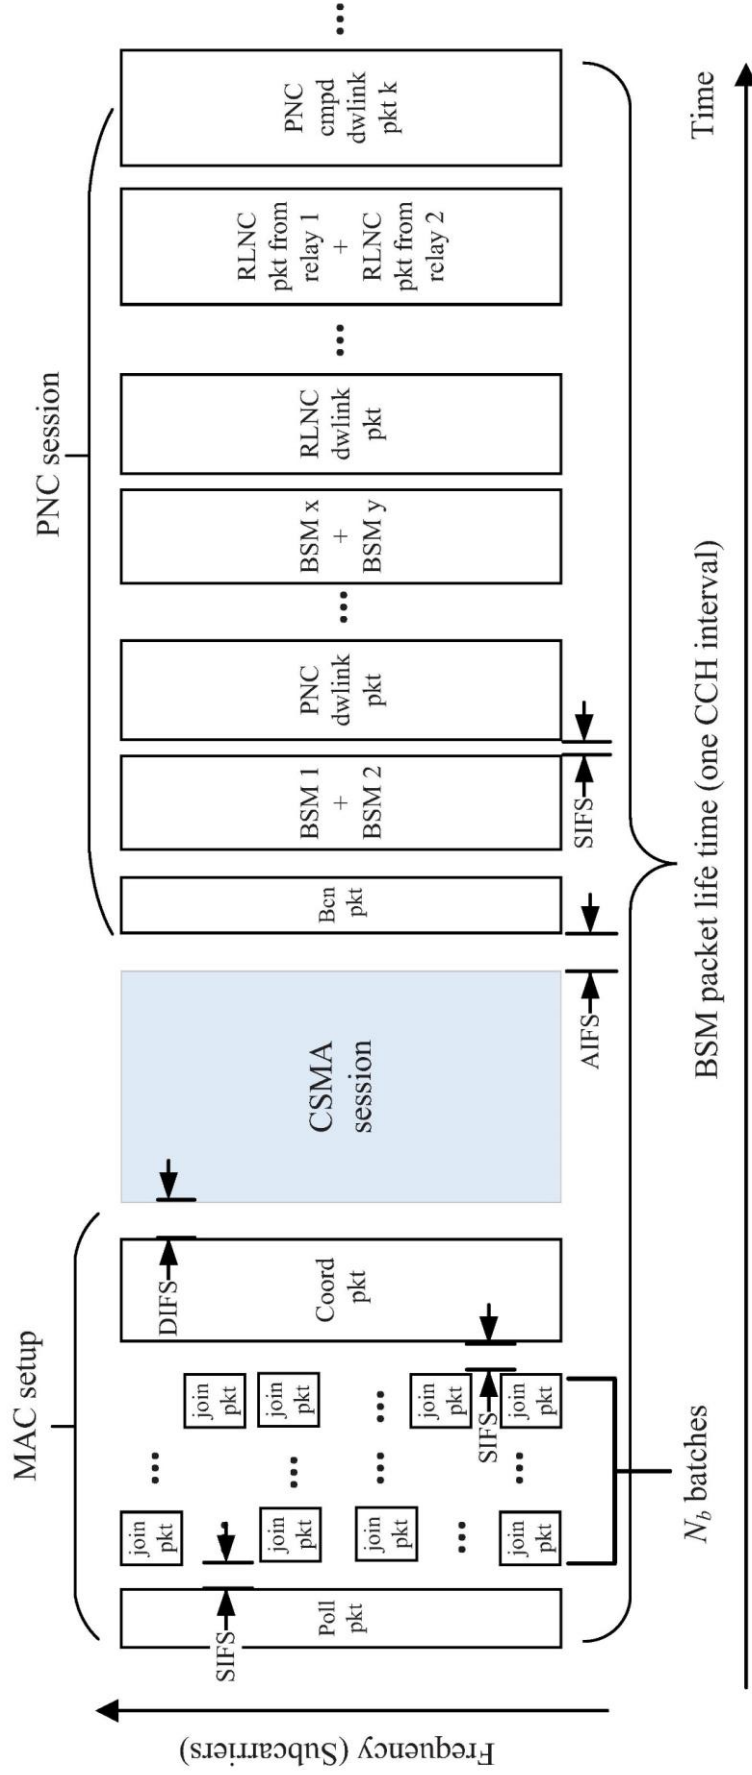 MAC setup
PNC session
Frequency (Subcarriers)
Poll
pkt
SIFS
join
pkt
join
pkt
join
pkt
join
pkt
...
...
...
...
...
join
pkt
join
pkt
...
join
pkt
join
pkt
SIFS
Coord
pkt
DIFS
CSMA
session
AIFS
Bcn
pkt
BSM 1
+
BSM 2
SIFS
PNC
dwlink
pkt
...
BSM x
+
BSM y
RLNC
dwlink
pkt
...
RLNC
pkt from
relay 1
+
RLNC
pkt from
relay 2
PNC
cmpd
dwlink
pkt k
...
N_b batches
BSM packet life time (one CCH interval)
Time